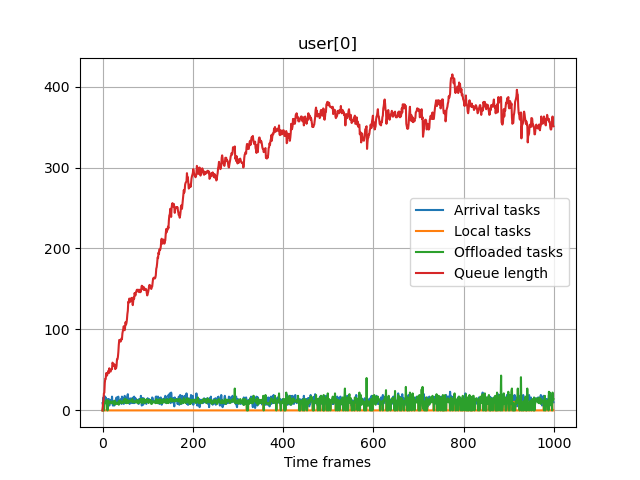 user[0]
400
300
200
100
0
Arrival tasks
Local tasks
Offloaded tasks
Queue length
0 200 400 600 800 1000
Time frames